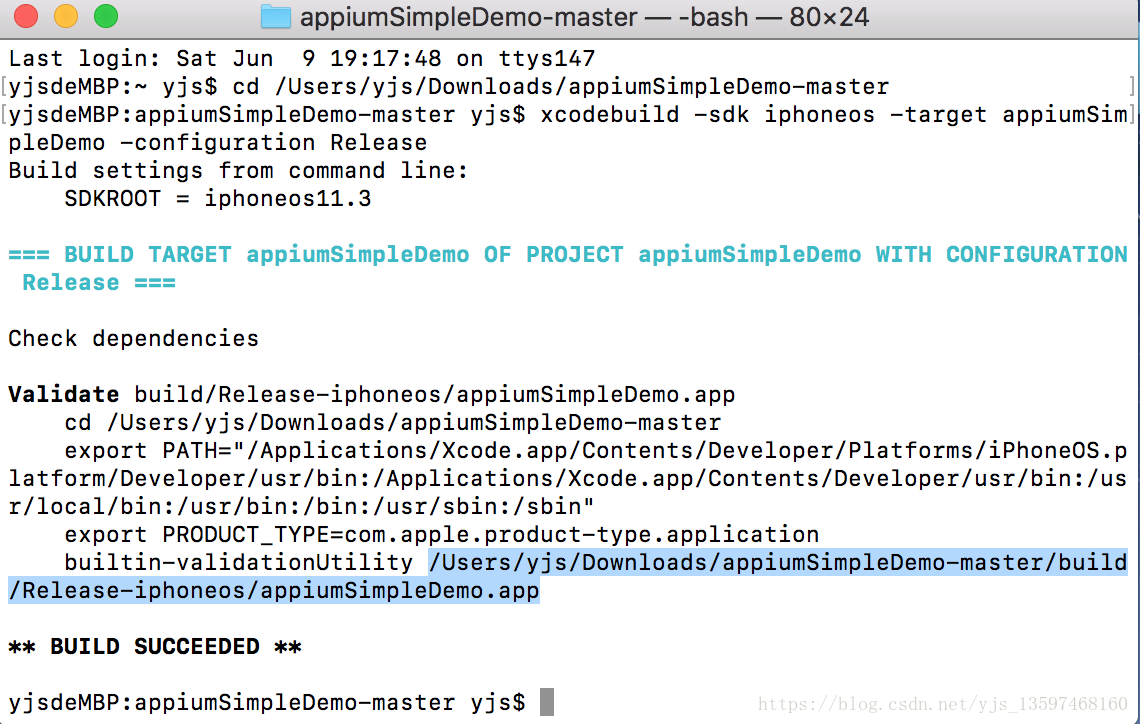 appiumSimpleDemo-master — -bash — 80×24
Last login: Sat Jun  9 19:17:48 on ttys147
[yjsdeMBP:~ yjs$ cd /Users/yjs/Downloads/appiumSimpleDemo-master ]
[yjsdeMBP:appiumSimpleDemo-master yjs$ xcodebuild -sdk iphoneos -target appiumSim]
pleDemo -configuration Release
Build settings from command line:
    SDKROOT = iphoneos11.3
=== BUILD TARGET appiumSimpleDemo OF PROJECT appiumSimpleDemo WITH CONFIGURATION
 Release ===
Check dependencies
Validate build/Release-iphoneos/appiumSimpleDemo.app
    cd /Users/yjs/Downloads/appiumSimpleDemo-master
    export PATH="/Applications/Xcode.app/Contents/Developer/Platforms/iPhoneOS.p
latform/Developer/usr/bin:/Applications/Xcode.app/Contents/Developer/usr/bin:/us
r/local/bin:/usr/bin:/bin:/usr/sbin:/sbin"
    export PRODUCT_TYPE=com.apple.product-type.application
    builtin-validationUtility /Users/yjs/Downloads/appiumSimpleDemo-master/build
/Release-iphoneos/appiumSimpleDemo.app
** BUILD SUCCEEDED **
yjsdeMBP:appiumSimpleDemo-master yjs$
https://blog.csdn.net/yjs_13597468160